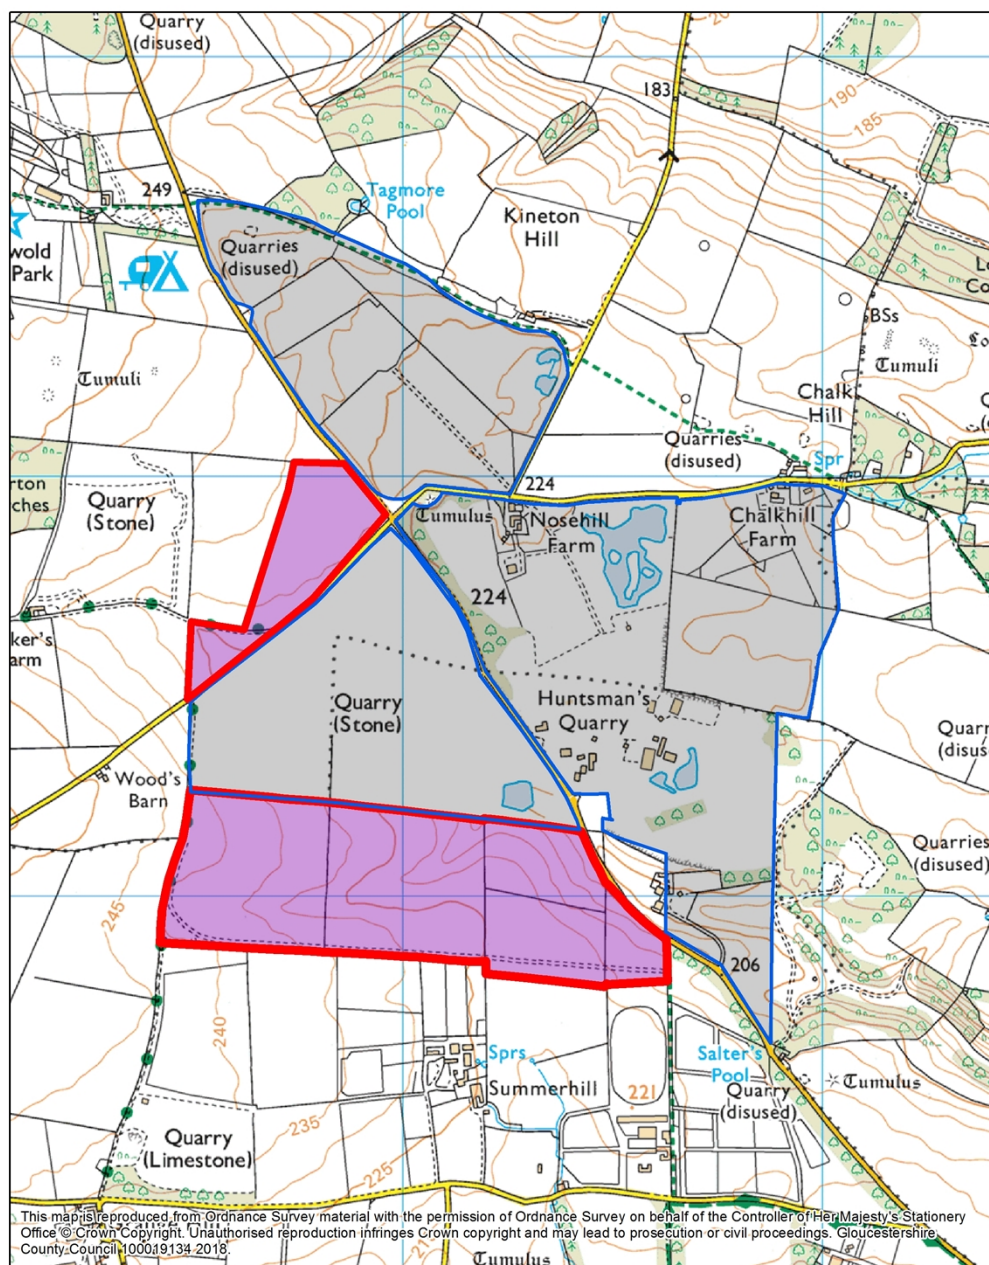 Quarry
(disused)
183
190
185
249
Tagmore
Pool
Kineton
Hill
wold
Park
Quarries
(disused)
BSs
Tumuli
Tumuli
Chalk
Hill
Quarries
(disused)
Spr
rton
ches
Quarry
(Stone)
224
Tumulus
Nosehill
Farm
Chalkhill
Farm
224
ker's
arm
Quarry
(Stone)
Huntsman's
Quarry
Quarr
(disus
Wood's
Barn
Quarries
(disused)
245
206
240
Sprs
Summerhill
221
Salter's
Pool
Quarry
(disused)
Tumulus
235
Quarry
(Limestone)
225
This map is reproduced from Ordnance Survey material with the permission of Ordnance Survey on behalf of the Controller of Her Majesty's Stationery
Office © Crown Copyright. Unauthorised reproduction infringes Crown copyright and may lead to prosecution or civil proceedings. Gloucestershire
County Council 100019134 2018.
Tumulus